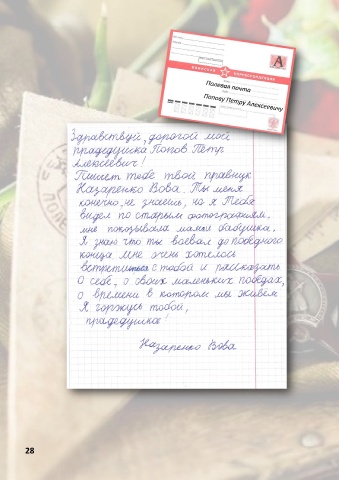 Полевая почта
Попову Петру Алексеевичу
Здравствуй, дорогой мой
прадедушка Попов Пётр
Алексеевич!
Пишет тебе твой правнук
Назаренко Вова. Ты меня
конечно, не знаешь, но я Тебя
видел по старым фотографиям.
мне показывала мамы бабушка.
Я знаю что ты воевал до победного
конца. Мне очень хотелось
встретиться с тобой и рассказать
о себе, о своих маленьких победах,
о времени в котором мы живём
Я горжусь тобой,
прадедушка!
Назаренко Вова
28